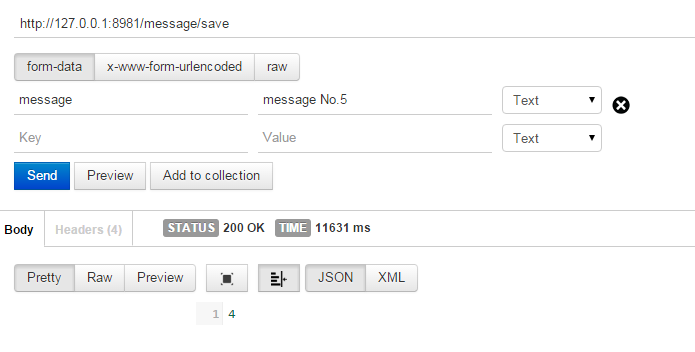 http://127.0.0.1:8981/message/save
form-data x-www-form-urlencoded raw
message message No.5 Text
Key Value Text
Send Preview Add to collection
Body Headers (4) STATUS 200 OK TIME 11631 ms
Pretty Raw Preview JSON XML
1 4